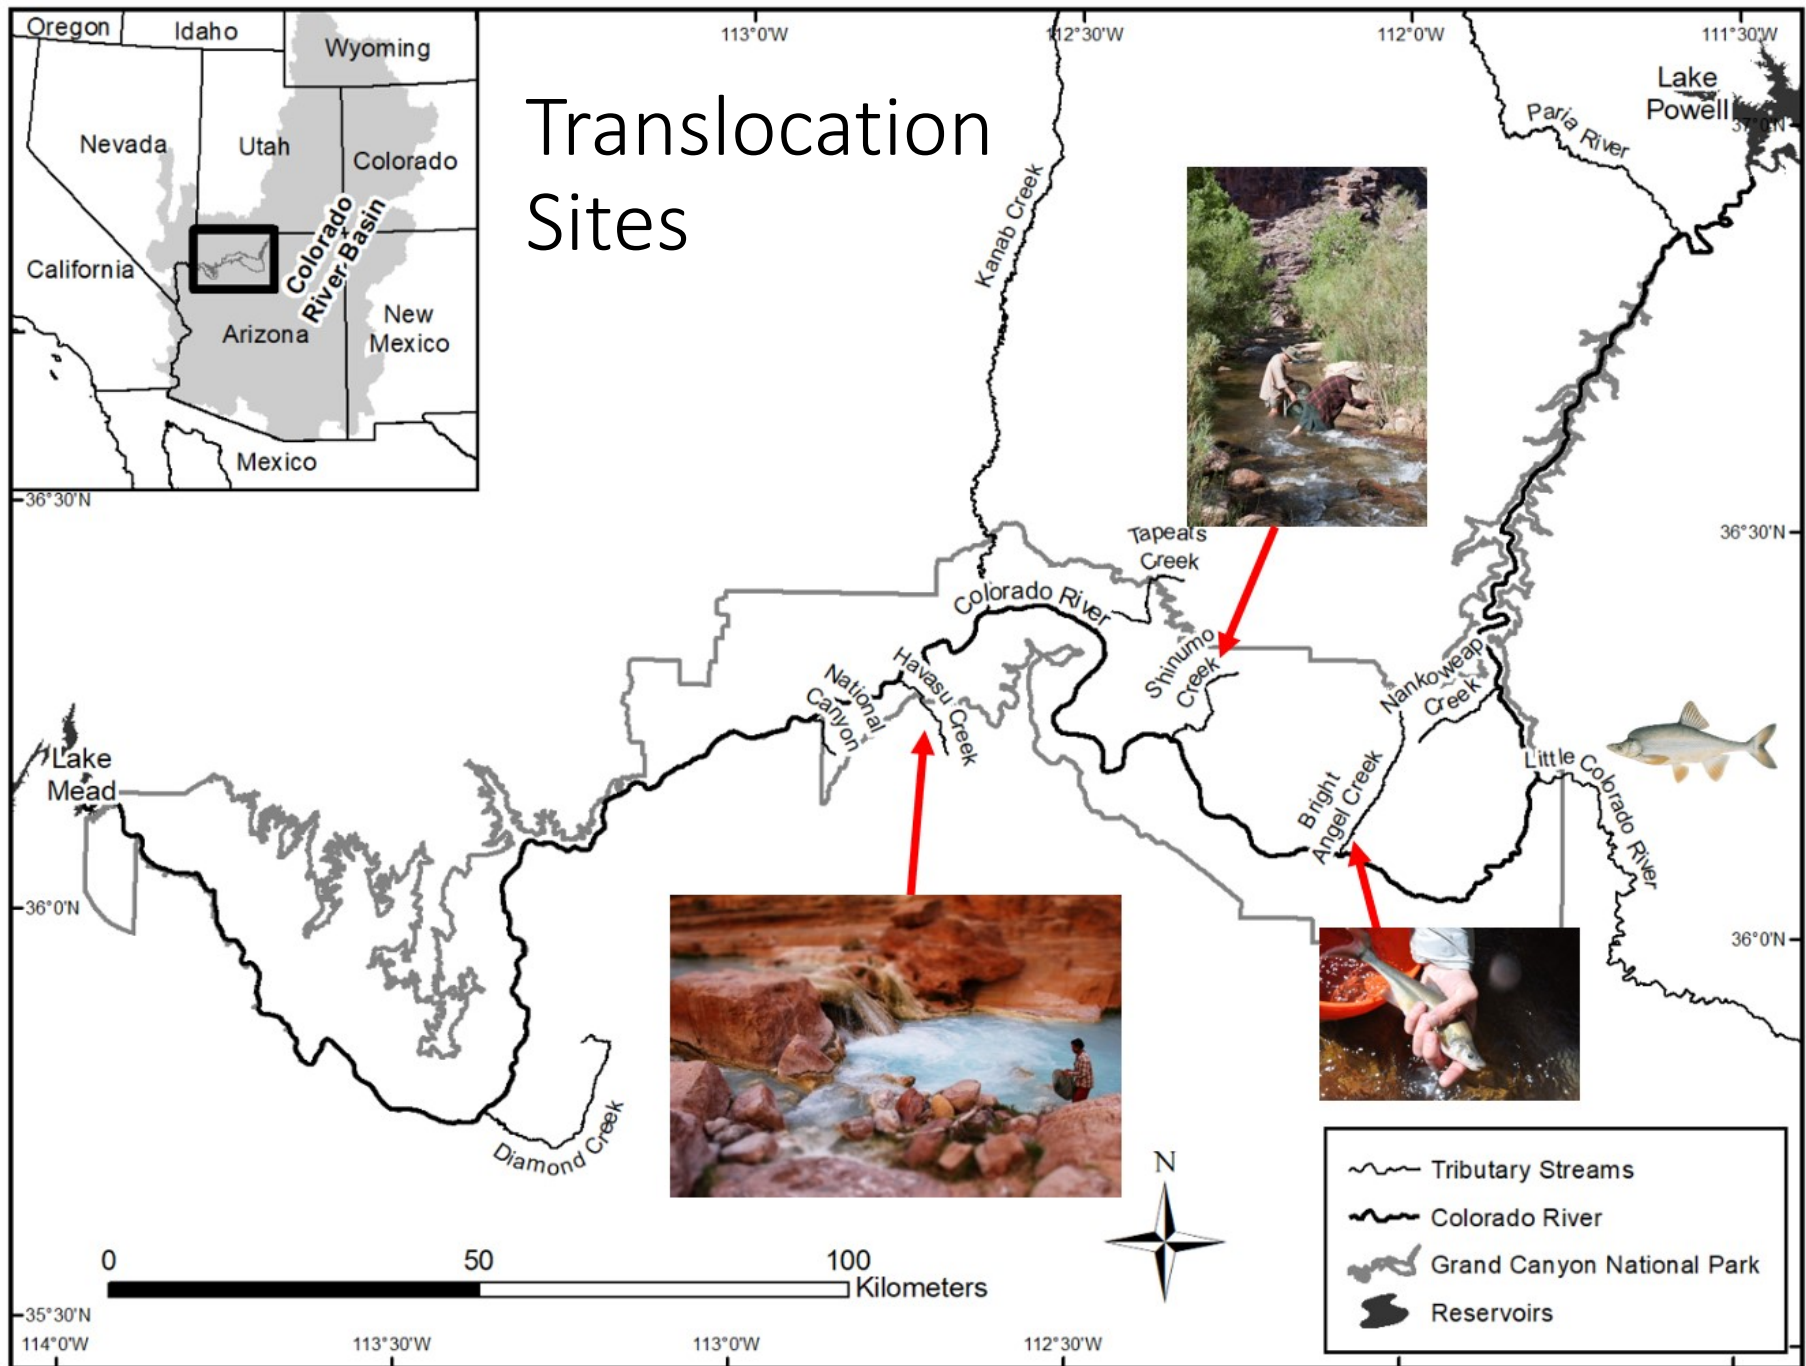 Translocation
Sites
Oregon
Idaho
Wyoming
Nevada
Utah
Colorado
California
Colorado
River Basin
Arizona
New
Mexico
Mexico
113°0'W
112°30'W
112°0'W
111°30'W
Lake
Powell
37°0'N
Paria River
Kanab Creek
36°30'N
36°30'N
Tapeats
Creek
Colorado River
Shinumo
Creek
Havasu Creek
National
Canyon
Nankoweap
Creek
Little Colorado River
Bright
Angel Creek
Lake
Mead
36°0'N
36°0'N
Diamond Creek
N
0 50 100
Kilometers
Tributary Streams
Colorado River
Grand Canyon National Park
Reservoirs
35°30'N
114°0'W
113°30'W
113°0'W
112°30'W